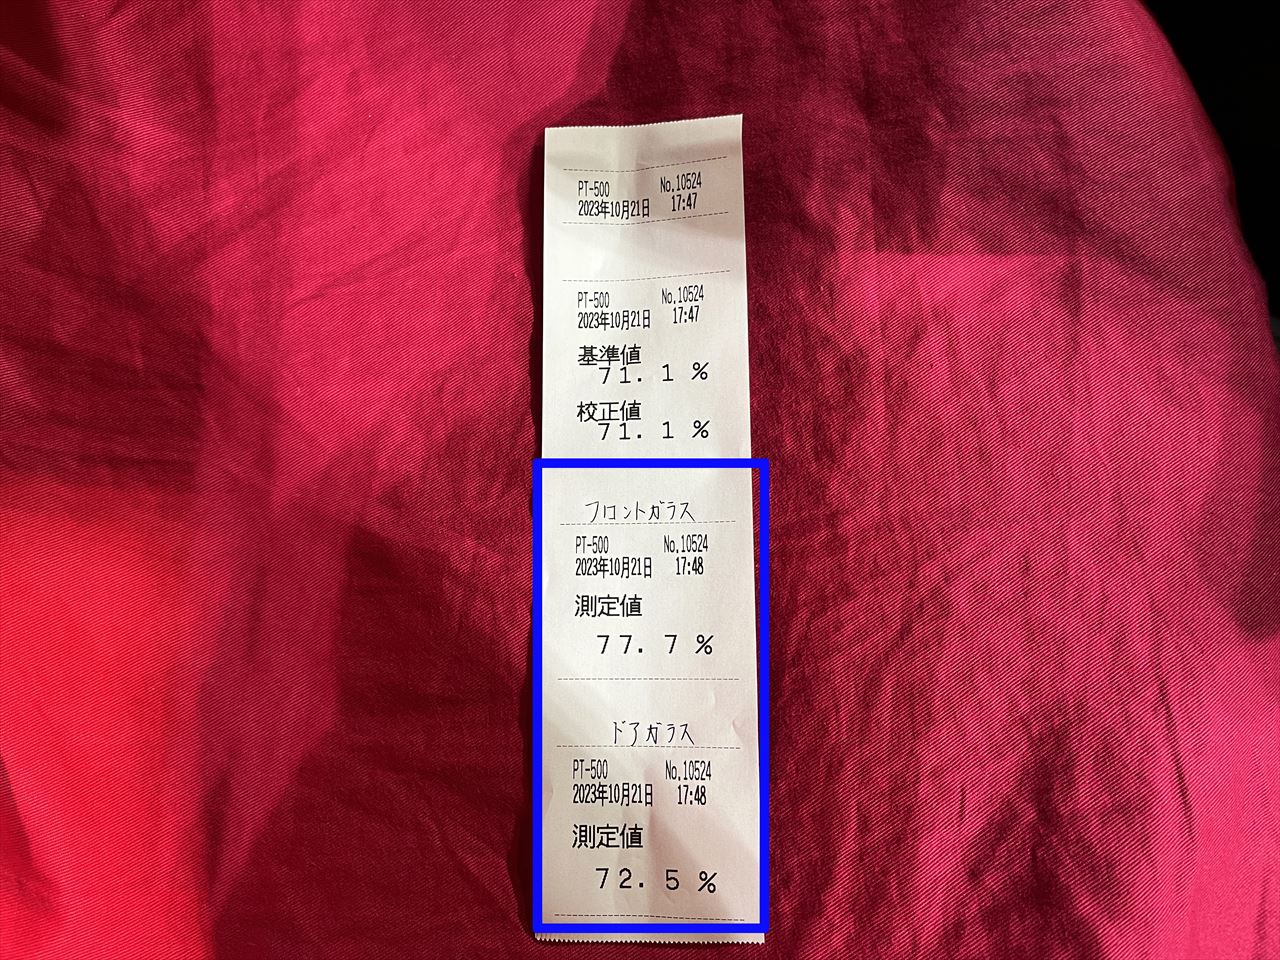 PT-500 No.10524
2023年10月21日 17:47
PT-500 No.10524
2023年10月21日 17:47
基準値
71.1%
校正値
71.1%
フロントガラス
PT-500 No.10524
2023年10月21日 17:48
測定値
77.7%
ドアガラス
PT-500 No.10524
2023年10月21日 17:48
測定値
72.5%